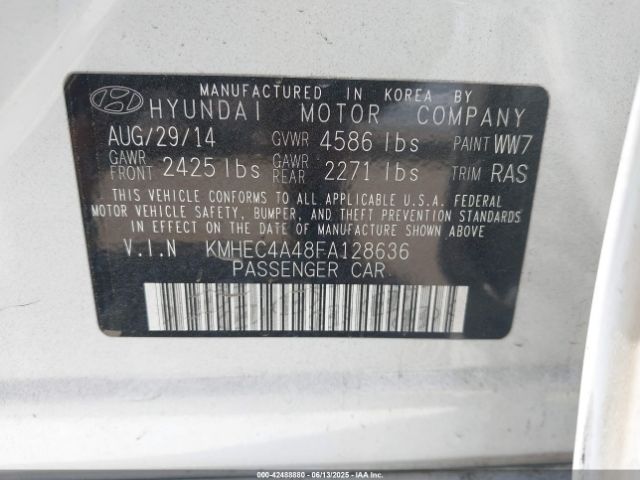 MANUFACTURED IN KOREA BY
HYUNDAI MOTOR COMPANY
AUG/29/14 GVWR 4586 lbs PAINT WW7
GAWR FRONT 2425 lbs GAWR REAR 2271 lbs TRIM RAS
THIS VEHICLE CONFORMS TO ALL APPLICABLE U.S.A. FEDERAL
MOTOR VEHICLE SAFETY, BUMPER, AND THEFT PREVENTION STANDARDS
IN EFFECT ON THE DATE OF MANUFACTURE SHOWN ABOVE.
V.I.N KMHEC4A48FA128636
PASSENGER CAR
000-42488880 - 06/13/2025 - IAAI.COM